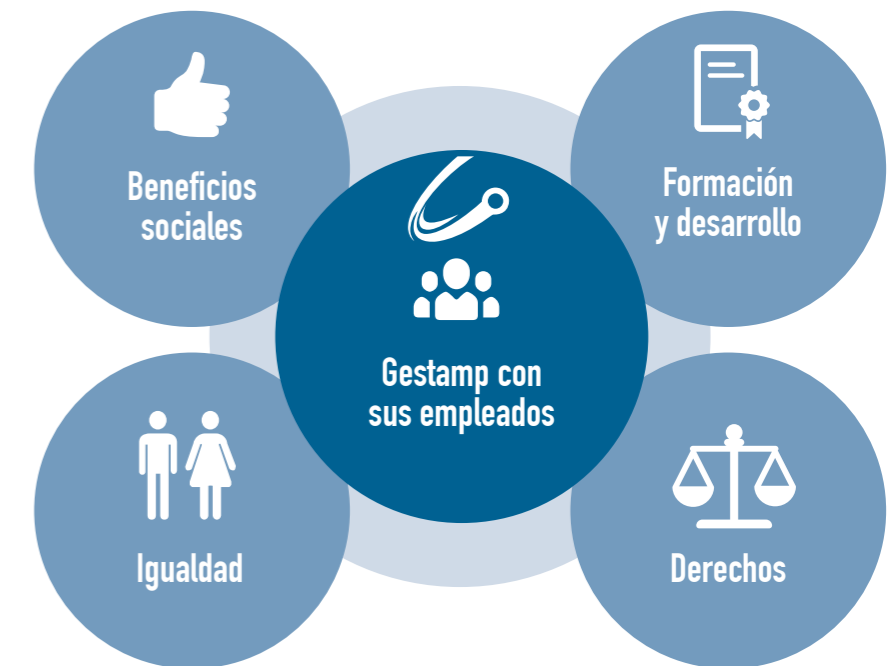 Beneficios
sociales
Formación
y desarrollo
Gestamp con
sus empleados
Igualdad
Derechos